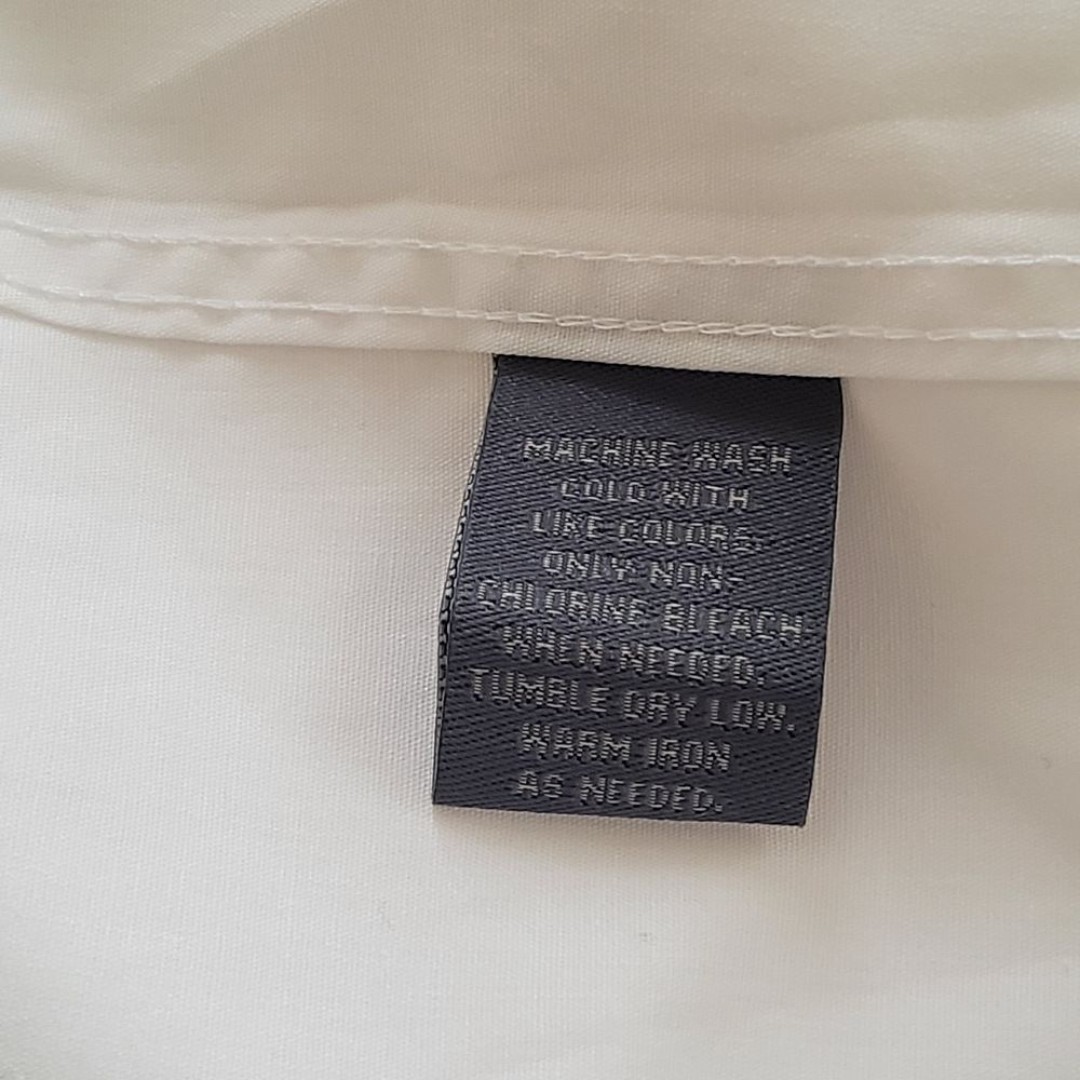 MACHINE WASH
COLD WITH
LIKE COLORS.
ONLY NON-
CHLORINE BLEACH
WHEN NEEDED.
TUMBLE DRY LOW.
WARM IRON
AS NEEDED.